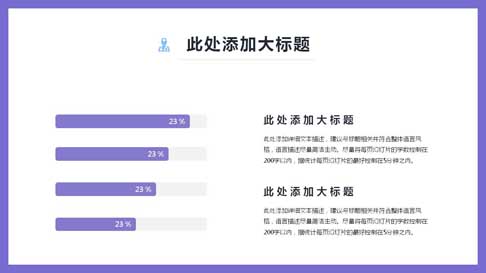 此处添加大标题
23 %
23 %
23 %
23 %
此处添加大标题
此处添加详细文本描述，建议与标题相关并符合整体语言风
格，语言描述尽量简洁生动。尽量将每页幻灯片的字数控制在
200字以内，据统计每页幻灯片的最好控制在5分钟之内。
此处添加大标题
此处添加详细文本描述，建议与标题相关并符合整体语言风
格，语言描述尽量简洁生动。尽量将每页幻灯片的字数控制在
200字以内，据统计每页幻灯片的最好控制在5分钟之内。